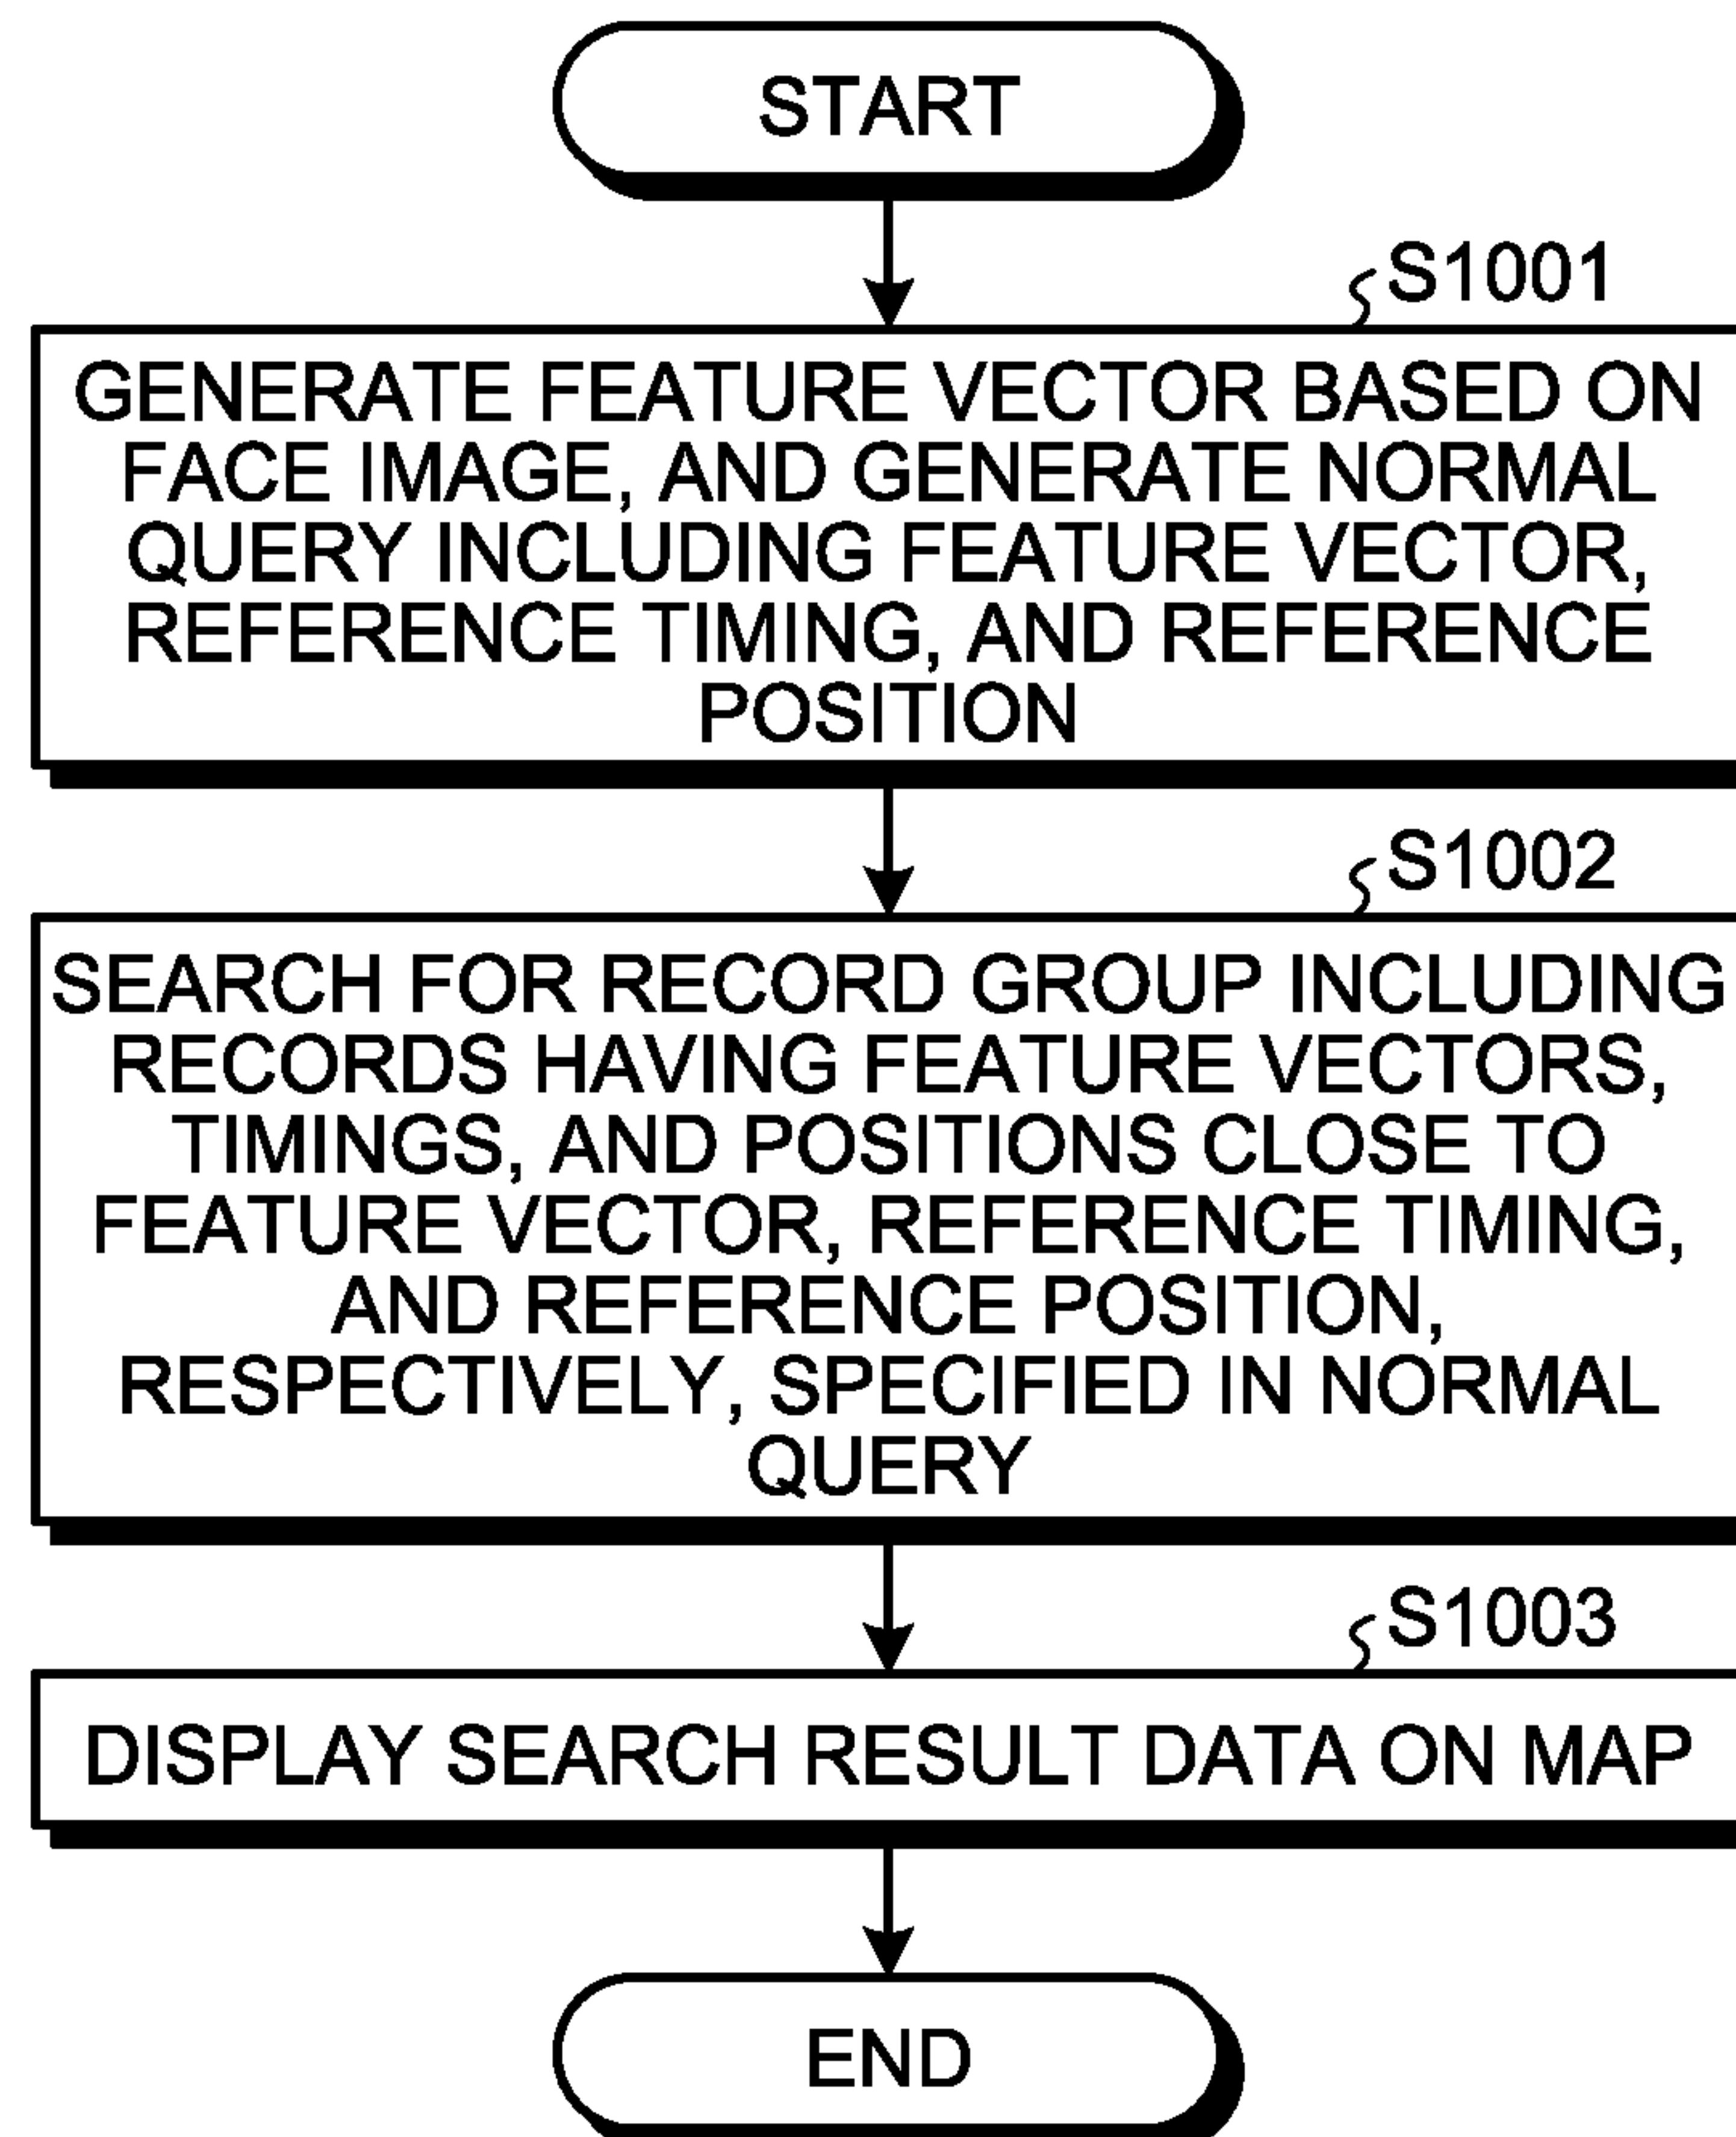 START
S1001
GENERATE FEATURE VECTOR BASED ON
FACE IMAGE, AND GENERATE NORMAL
QUERY INCLUDING FEATURE VECTOR,
REFERENCE TIMING, AND REFERENCE
POSITION
S1002
SEARCH FOR RECORD GROUP INCLUDING
RECORDS HAVING FEATURE VECTORS,
TIMINGS, AND POSITIONS CLOSE TO
FEATURE VECTOR, REFERENCE TIMING,
AND REFERENCE POSITION,
RESPECTIVELY, SPECIFIED IN NORMAL
QUERY
S1003
DISPLAY SEARCH RESULT DATA ON MAP
END